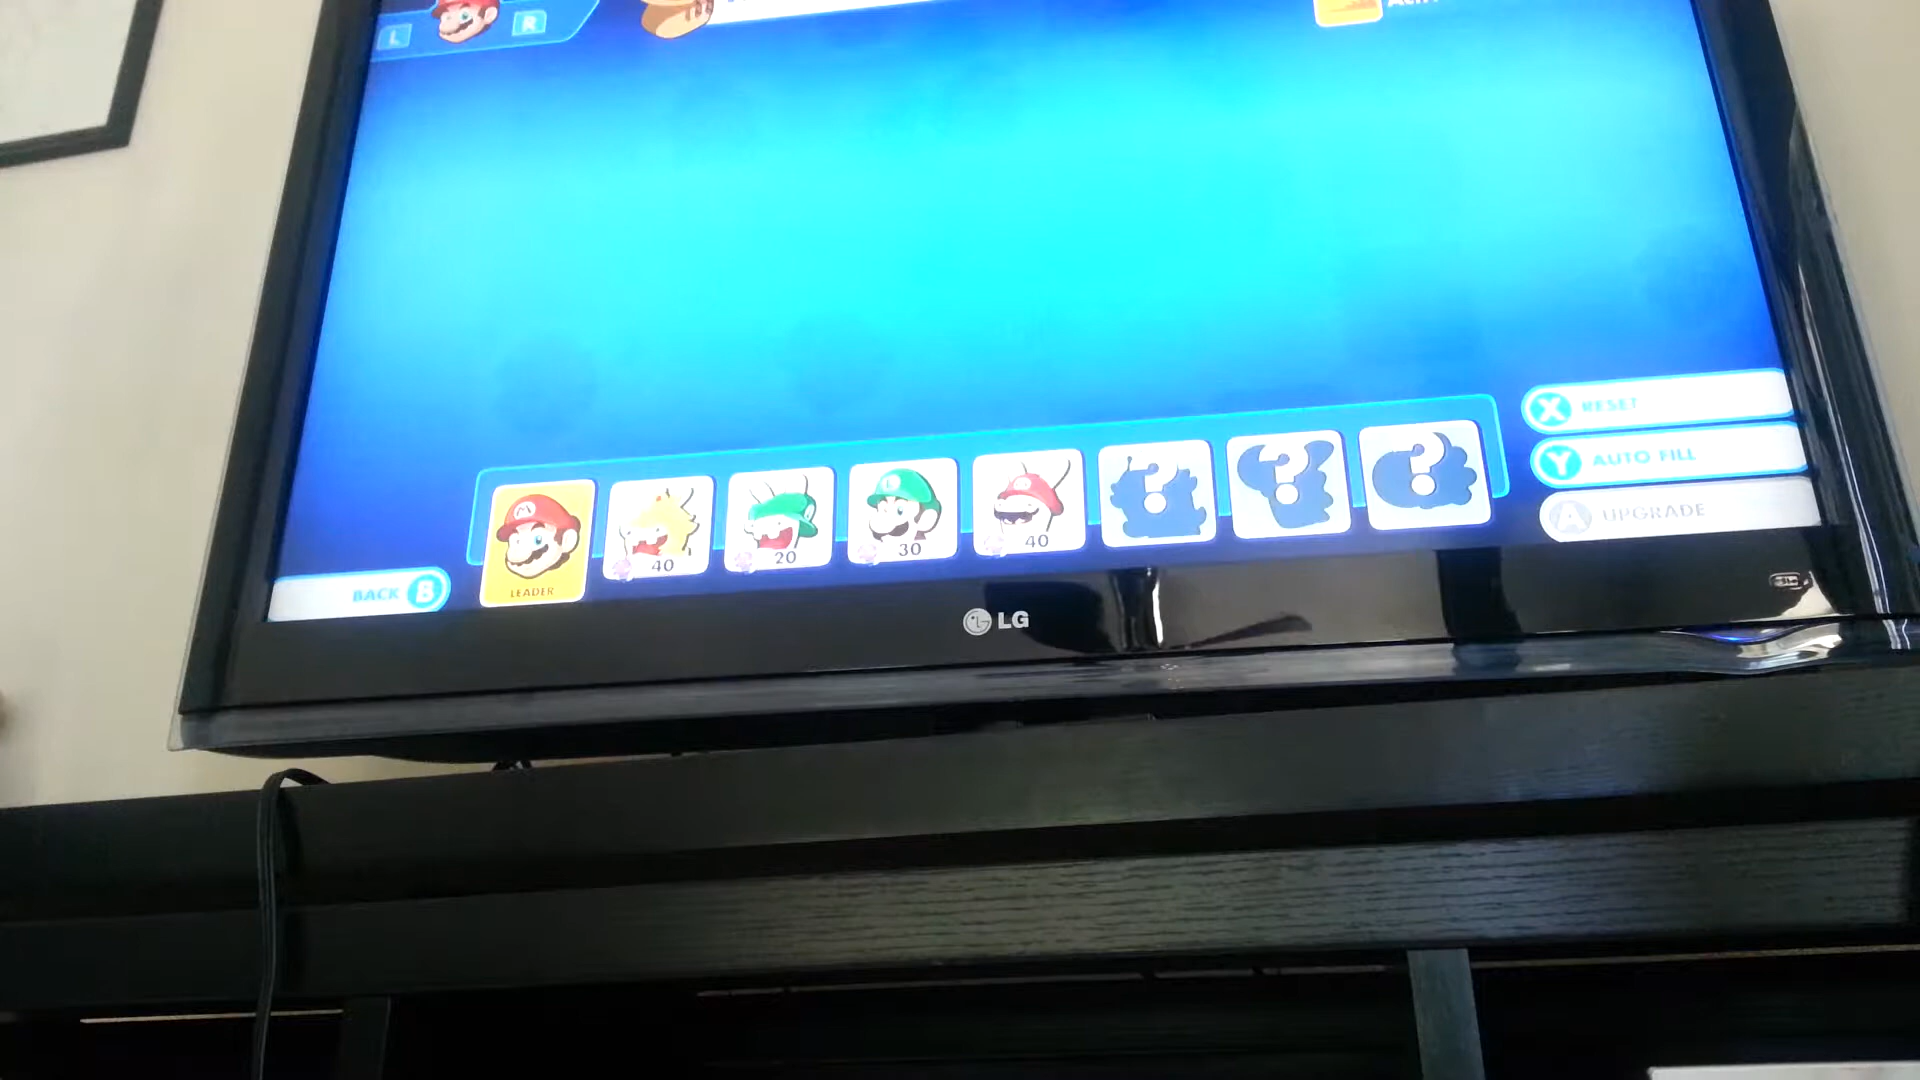 L
R
RESET
X
AUTO FILL
Y
UPGRADE
A
BACK B
LEADER
40
20
30
40
LG